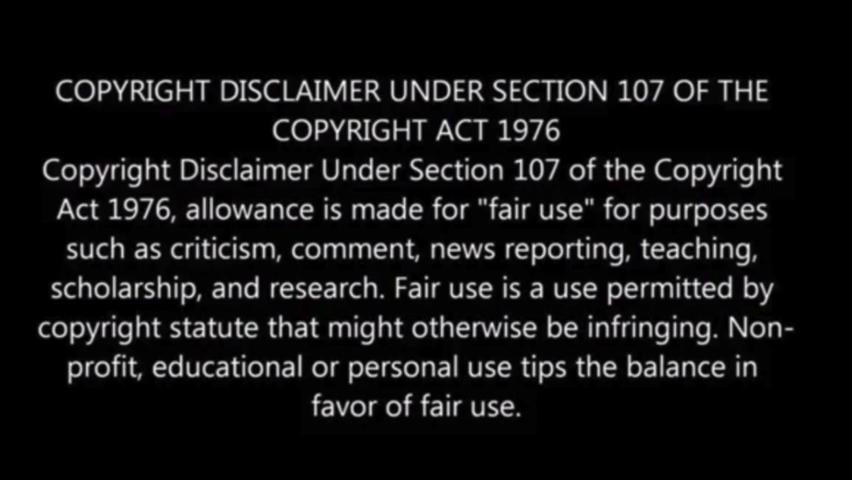 COPYRIGHT DISCLAIMER UNDER SECTION 107 OF THE
COPYRIGHT ACT 1976
Copyright Disclaimer Under Section 107 of the Copyright
Act 1976, allowance is made for "fair use" for purposes
such as criticism, comment, news reporting, teaching,
scholarship, and research. Fair use is a use permitted by
copyright statute that might otherwise be infringing. Non-
profit, educational or personal use tips the balance in
favor of fair use.